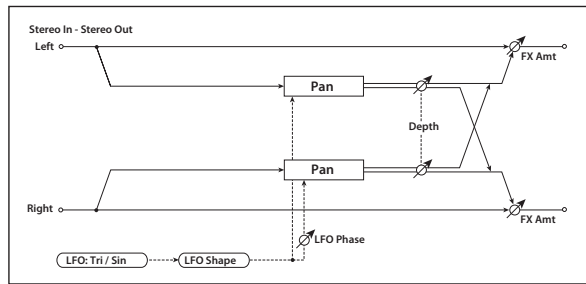 Stereo In - Stereo Out
Left
FX Amt
Pan
Depth
Pan
Right
FX Amt
LFO Phase
LFO: Tri / Sin
LFO Shape